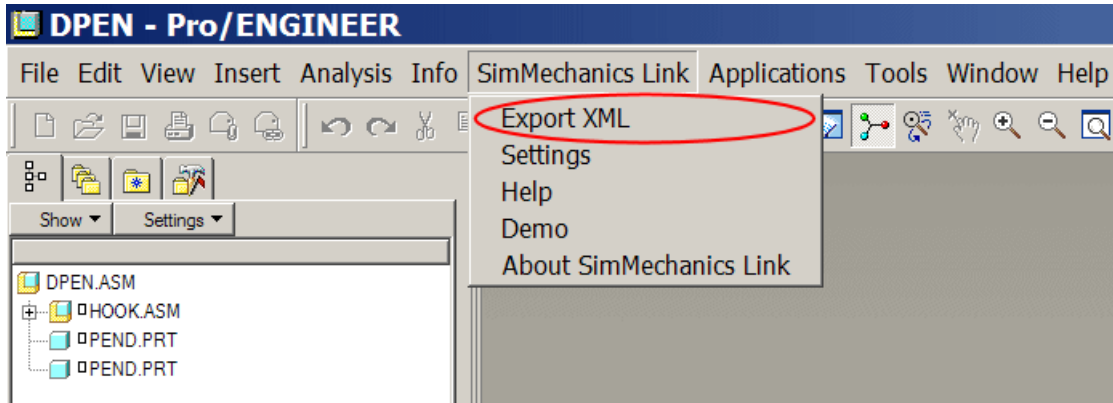 DPEN - Pro/ENGINEER
File Edit View Insert Analysis Info SimMechanics Link Applications Tools Window Help
Export XML
Settings
Help
Demo
About SimMechanics Link
Show Settings
DPEN.ASM
HOOK.ASM
PEND.PRT
PEND.PRT